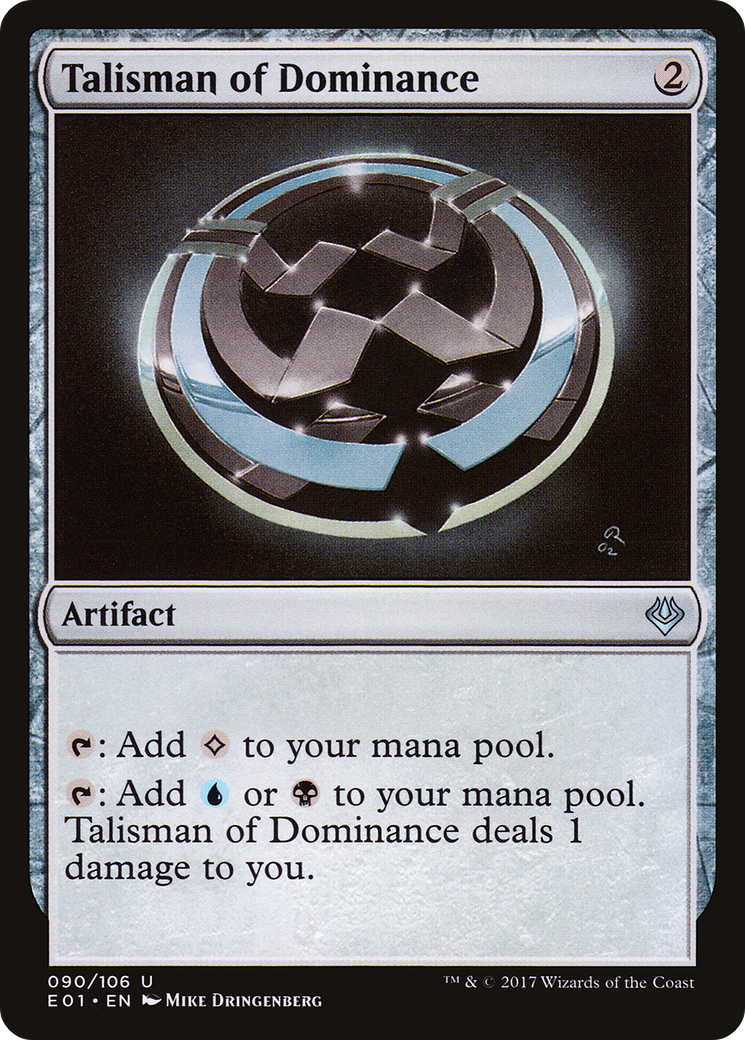 Talisman of Dominance 2
02
Artifact
: Add to your mana pool.
: Add or to your mana pool.
Talisman of Dominance deals 1
damage to you.
090/106 U
E01 • EN Mike Dringenberg
™ & © 2017 Wizards of the Coast